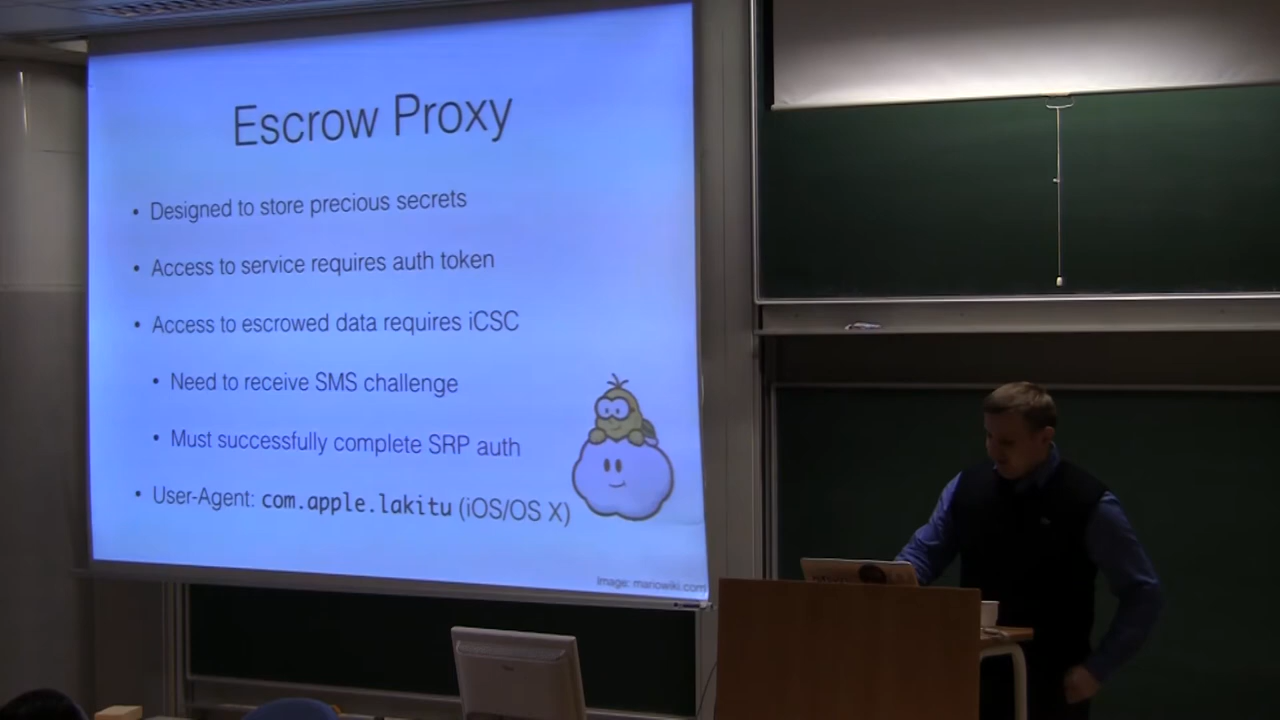 Escrow Proxy
• Designed to store precious secrets
• Access to service requires auth token
• Access to escrowed data requires iCSC
• Need to receive SMS challenge
• Must successfully complete SRP auth
• User-Agent: com.apple.lakitu (iOS/OS X)
Image: mariowiki.com